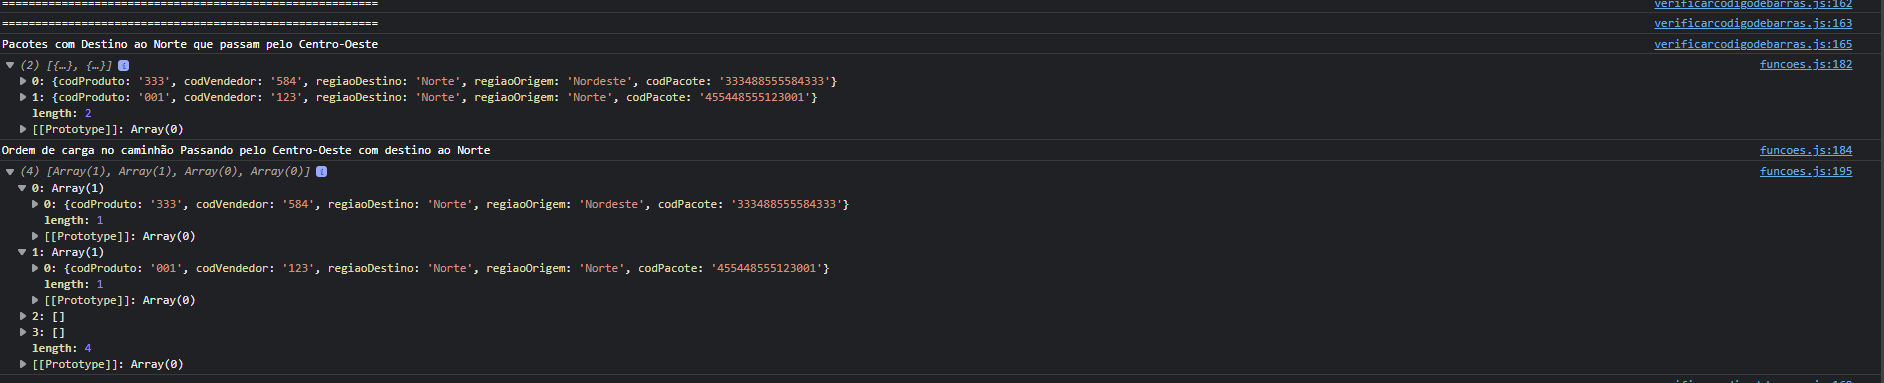 ========================================================= verificarcodigodebarras.js:162
========================================================= verificarcodigodebarras.js:163
Pacotes com Destino ao Norte que passam pelo Centro-Oeste verificarcodigodebarras.js:165
▼ (2) [{…}, {…}] i funcoes.js:182
▶ 0: {codProduto: '333', codVendedor: '584', regiaoDestino: 'Norte', regiaoOrigem: 'Nordeste', codPacote: '333488555584333'}
▶ 1: {codProduto: '001', codVendedor: '123', regiaoDestino: 'Norte', regiaoOrigem: 'Norte', codPacote: '455448555123001'}
length: 2
▶ [[Prototype]]: Array(0)
Ordem de carga no caminhão Passando pelo Centro-Oeste com destino ao Norte funcoes.js:184
▼ (4) [Array(1), Array(1), Array(0), Array(0)] i funcoes.js:195
▼ 0: Array(1)
▶ 0: {codProduto: '333', codVendedor: '584', regiaoDestino: 'Norte', regiaoOrigem: 'Nordeste', codPacote: '333488555584333'}
length: 1
▶ [[Prototype]]: Array(0)
▼ 1: Array(1)
▶ 0: {codProduto: '001', codVendedor: '123', regiaoDestino: 'Norte', regiaoOrigem: 'Norte', codPacote: '455448555123001'}
length: 1
▶ [[Prototype]]: Array(0)
▶ 2: []
▶ 3: []
length: 4
▶ [[Prototype]]: Array(0)